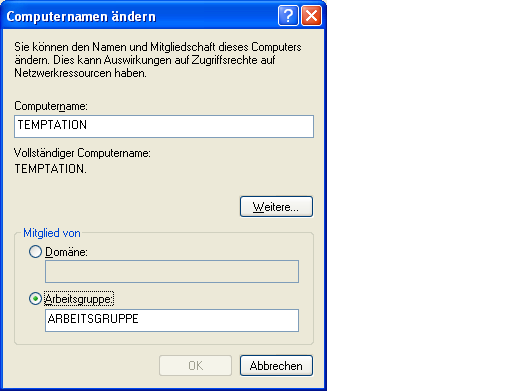 Computernamen ändern
Sie können den Namen und Mitgliedschaft dieses Computers
ändern. Dies kann Auswirkungen auf Zugriffsrechte auf
Netzwerkressourcen haben.
Computername:
TEMPTATION
Vollständiger Computername:
TEMPTATION.
Weitere...
Mitglied von
Domäne:
Arbeitsgruppe:
ARBEITSGRUPPE
OK Abbrechen